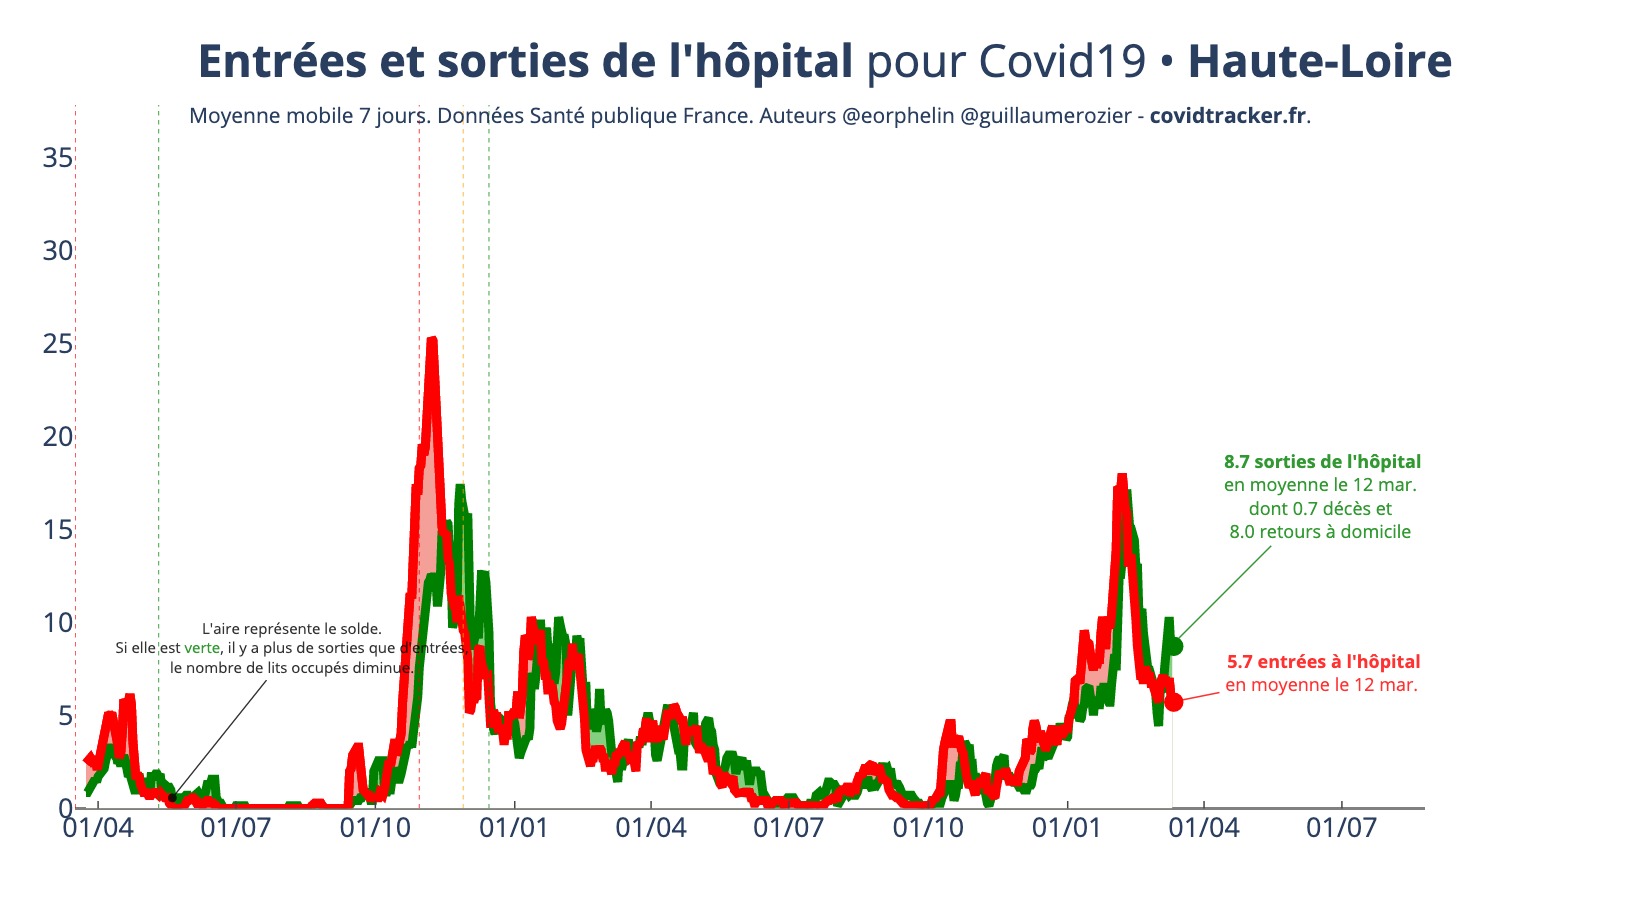 Entrées et sorties de l'hôpital pour Covid19 • Haute-Loire
Moyenne mobile 7 jours. Données Santé publique France. Auteurs @eorphelin @guillaumerozier - covidtracker.fr.
35
30
25
20
15
10
5
0
8.7 sorties de l'hôpital
en moyenne le 12 mar.
dont 0.7 décès et
8.0 retours à domicile
L'aire représente le solde.
Si elle est verte, il y a plus de sorties que d'entrées,
le nombre de lits occupés diminue.
5.7 entrées à l'hôpital
en moyenne le 12 mar.
01/04 01/07 01/10 01/01 01/04 01/07 01/10 01/01 01/04 01/07